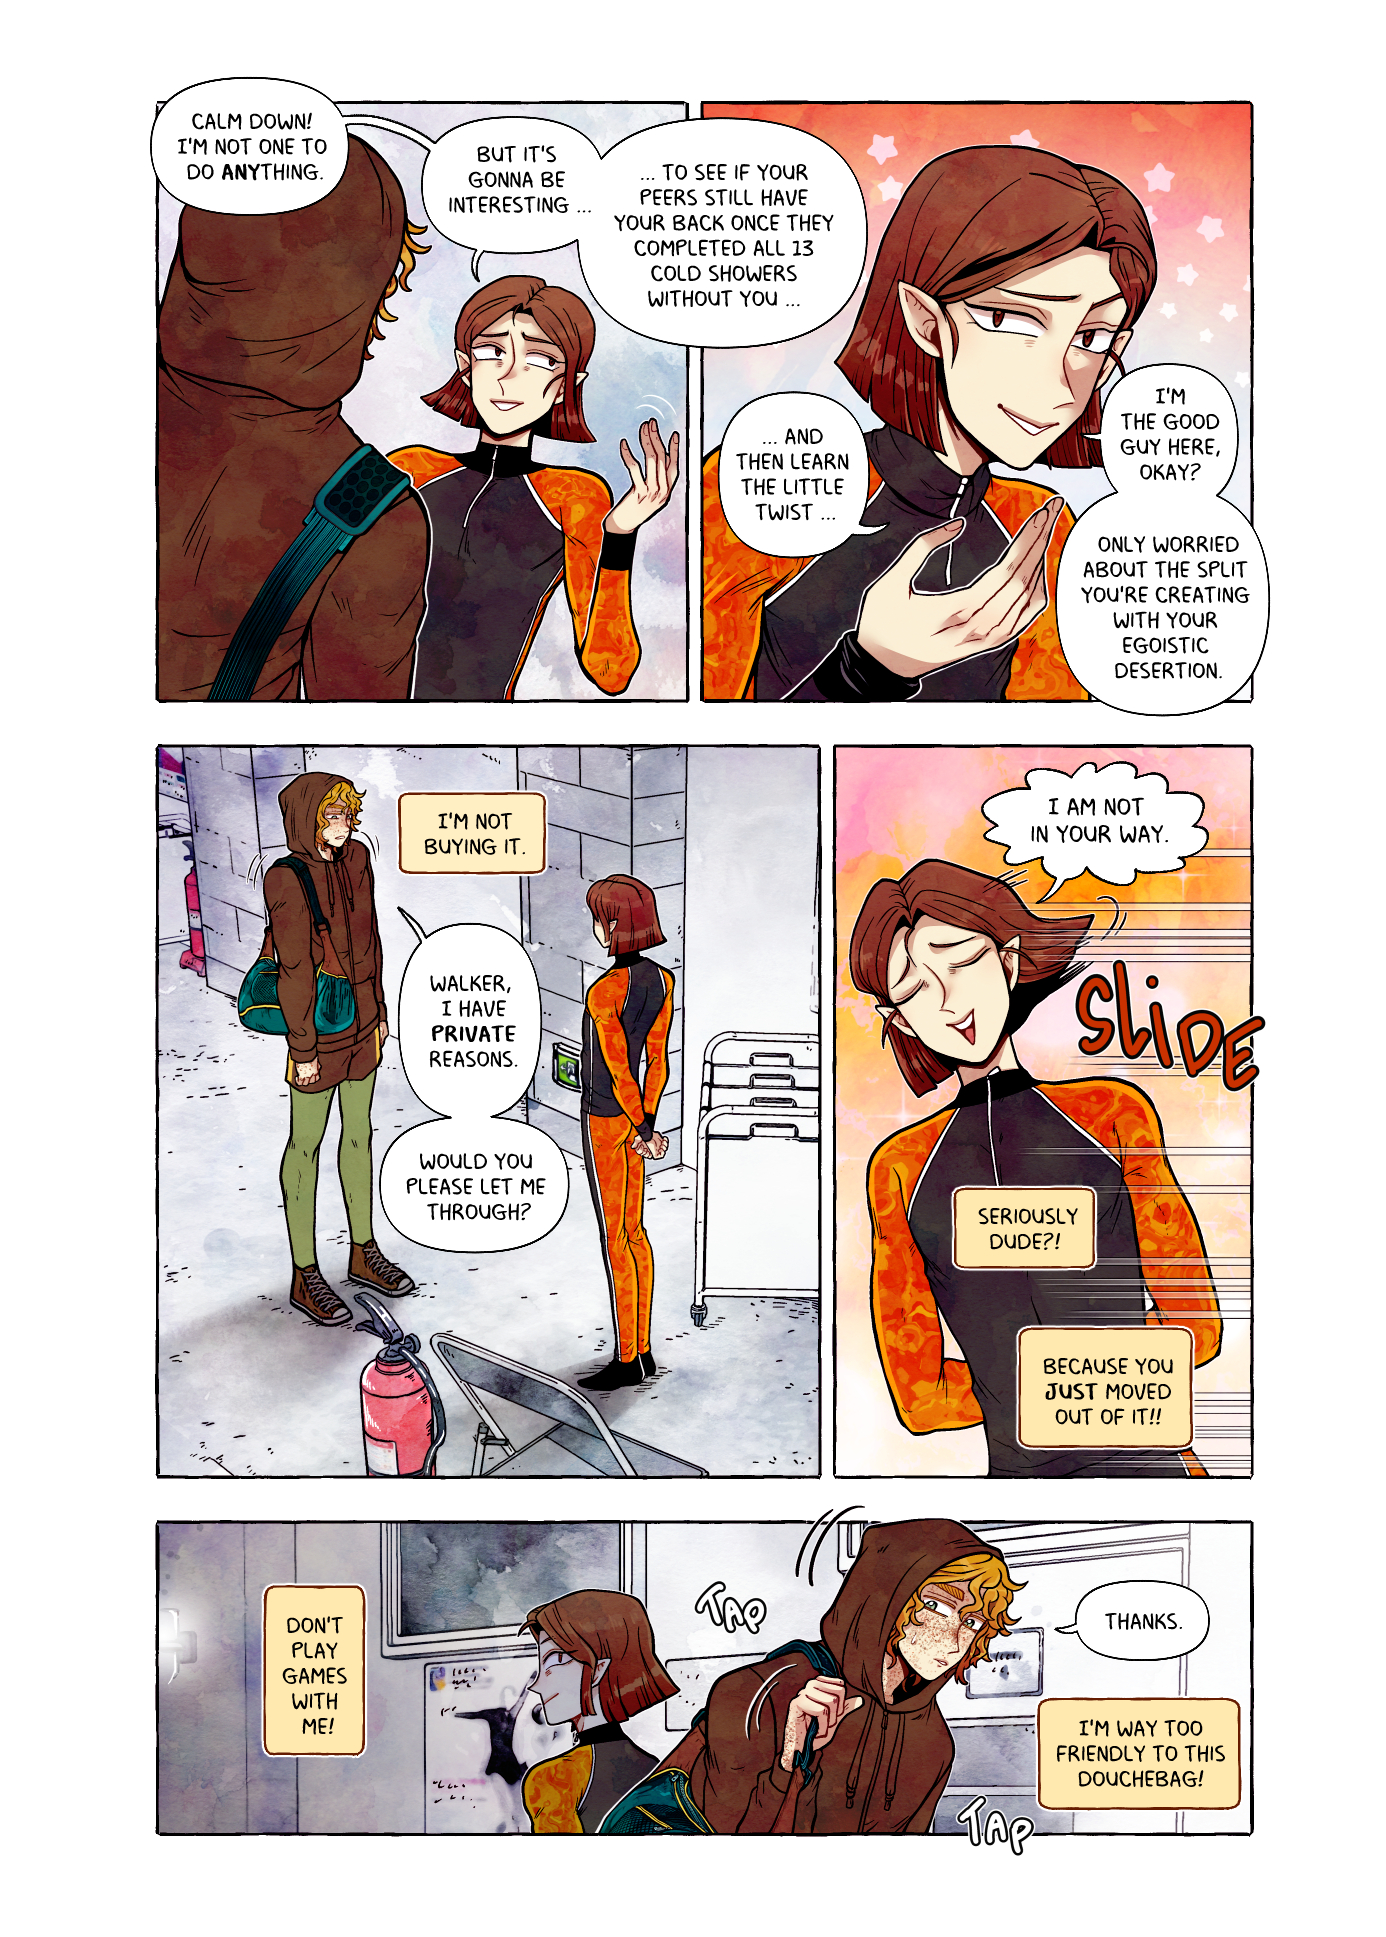 CALM DOWN!
I'M NOT ONE TO
DO ANYTHING.
BUT IT'S
GONNA BE
INTERESTING ...
... TO SEE IF YOUR
PEERS STILL HAVE
YOUR BACK ONCE THEY
COMPLETED ALL 13
COLD SHOWERS
WITHOUT YOU ...
... AND
THEN LEARN
THE LITTLE
TWIST ...
I'M
THE GOOD
GUY HERE,
OKAY?
ONLY WORRIED
ABOUT THE SPLIT
YOU'RE CREATING
WITH YOUR
EGOISTIC
DESERTION.
I'M NOT
BUYING IT.
WALKER,
I HAVE
PRIVATE
REASONS.
WOULD YOU
PLEASE LET ME
THROUGH?
I AM NOT
IN YOUR WAY.
SLIDE
SERIOUSLY
DUDE?!
BECAUSE YOU
JUST MOVED
OUT OF IT!!
DON'T
PLAY
GAMES
WITH
ME!
TAP
THANKS.
I'M WAY TOO
FRIENDLY TO THIS
DOUCHEBAG!
TAP